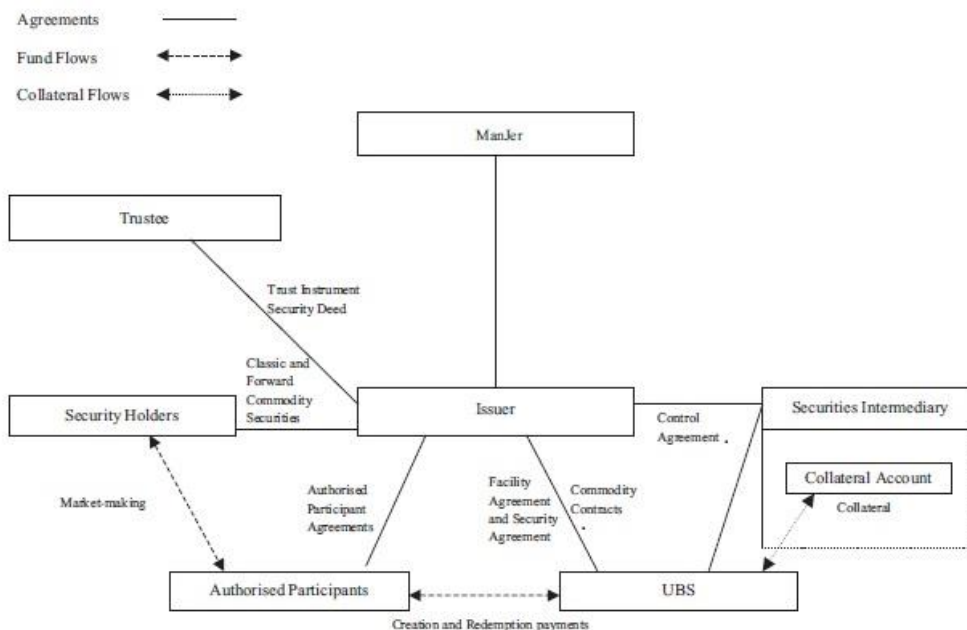 Agreements
Fund Flows
Collateral Flows
ManJer
Trustee
Trust Instrument
Security Deed
Classic and
Forward
Commodity
Securities
Security Holders
Issuer
Securities Intermediary
Control
Agreement
Collateral Account
Collateral
Market-making
Authorised
Participant
Agreements
Facility
Agreement
and Security
Agreement
Commodity
Contracts
Authorised Participants
UBS
Creation and Redemption payments